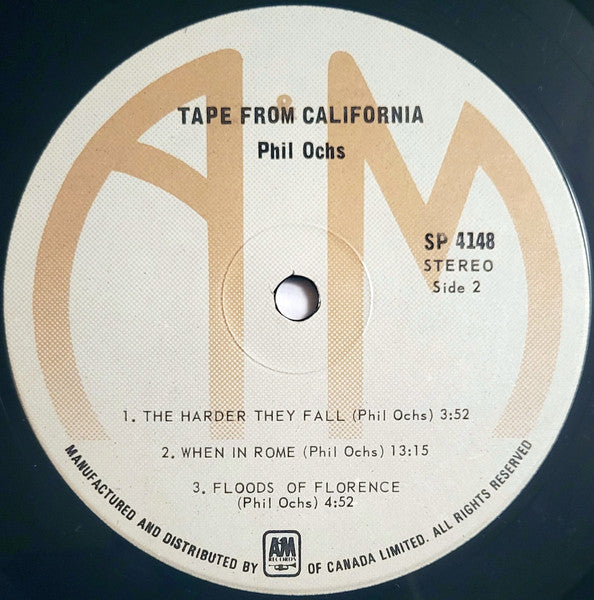 A&M
TAPE FROM CALIFORNIA
Phil Ochs
SP 4148
STEREO
Side 2
1. THE HARDER THEY FALL (Phil Ochs) 3:52
2. WHEN IN ROME (Phil Ochs) 13:15
3. FLOODS OF FLORENCE
(Phil Ochs) 4:52
MANUFACTURED AND DISTRIBUTED BY A&M RECORDS OF CANADA LIMITED. ALL RIGHTS RESERVED